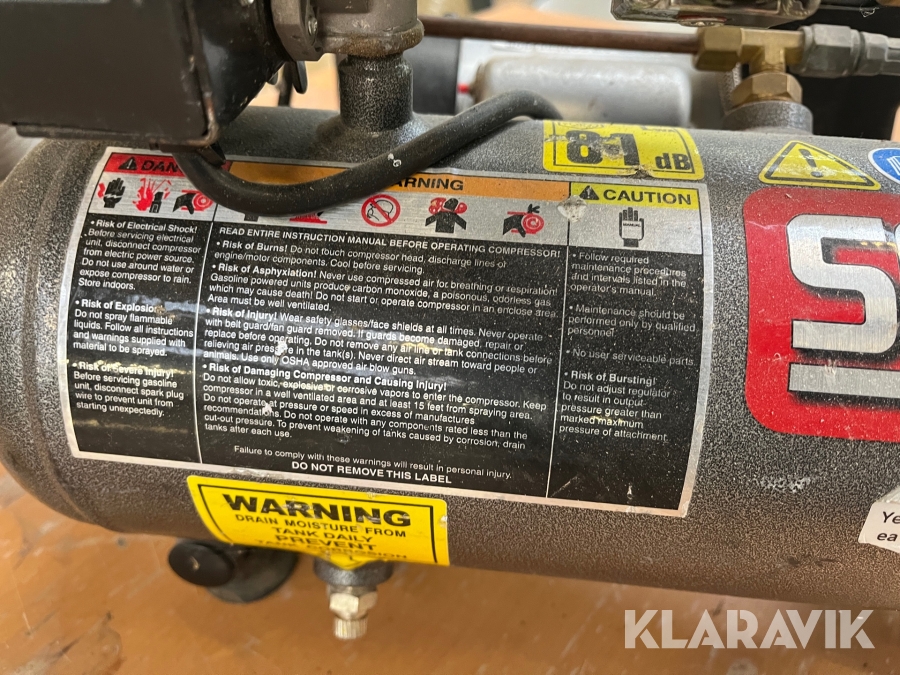 81 dB
WARNING
CAUTION
MANUAL
READ ENTIRE INSTRUCTION MANUAL BEFORE OPERATING COMPRESSOR!
• Risk of Electrical Shock!
Before servicing electrical
unit, disconnect compressor
from electric power source.
Do not use around water or
expose compressor to rain.
Store indoors.
• Risk of Explosion!
Do not spray flammable
liquids. Follow all instructions
and warnings supplied with
material to be sprayed.
• Risk of Severe Injury!
Before servicing gasoline
unit, disconnect spark plug
wire to prevent unit from
starting unexpectedly.
• Risk of Burns! Do not touch compressor head, discharge lines or
engine/motor components. Cool before servicing.
• Risk of Asphyxiation! Never use compressed air for breathing or respiration!
Gasoline powered units produce carbon monoxide, a poisonous, odorless gas
which may cause death! Do not start or operate compressor in an enclose area.
Area must be well ventilated.
• Risk of Injury! Wear safety glasses/face shields at all times. Never operate
with belt guard/fan guard removed. If guards become damaged, repair or
replace before operating. Do not remove any air line or tank connections before
relieving air pressure in the tank(s). Never direct air stream toward people or
animals. Use only OSHA approved air blow guns.
• Risk of Damaging Compressor and Causing Injury!
Do not allow toxic, explosive or corrosive vapors to enter the compressor. Keep
compressor in a well ventilated area and at least 15 feet from spraying area.
Do not operate at pressure or speed in excess of manufactures
recommendations. Do not operate with any components rated less than the
cut-out pressure. To prevent weakening of tanks caused by corrosion, drain
tanks after each use.
Failure to comply with these warnings will result in personal injury.
DO NOT REMOVE THIS LABEL
• Follow required
maintenance procedures
and intervals listed in the
operator's manual.
• Maintenance should be
performed only by qualified
personnel.
• No user serviceable parts.
• Risk of Bursting!
Do not adjust regulator
to result in output
pressure greater than
marked maximum
pressure of attachment.
WARNING
DRAIN MOISTURE FROM
TANK DAILY
PREVENT
TANK CORROSION
Ye
ea
KLARAVIK